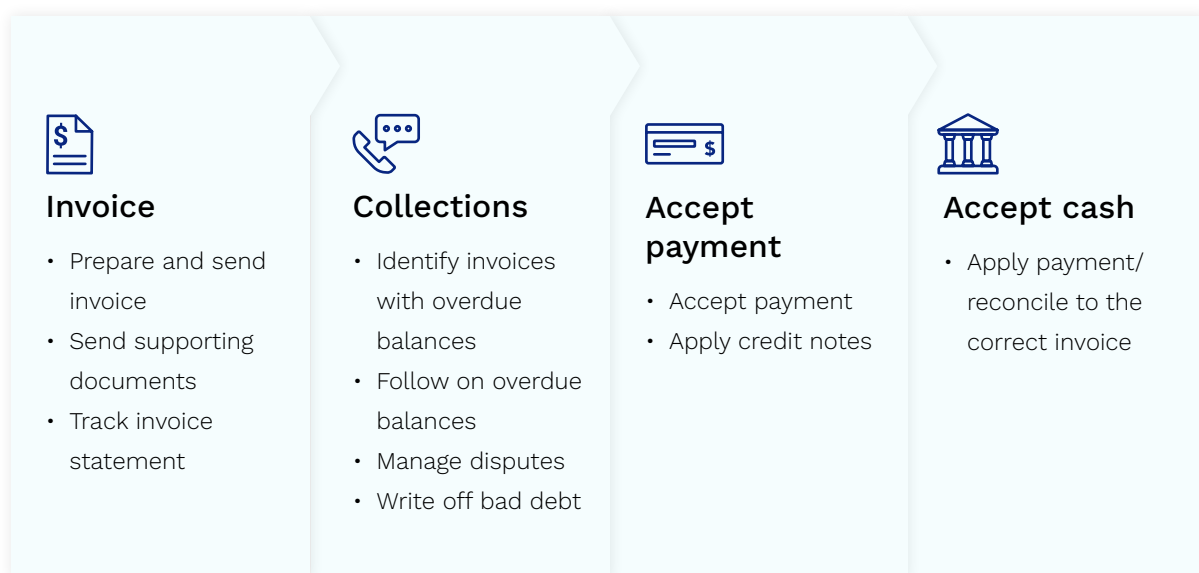 Invoice
• Prepare and send
invoice
• Send supporting
documents
• Track invoice
statement
Collections
• Identify invoices
with overdue
balances
• Follow on overdue
balances
• Manage disputes
• Write off bad debt
Accept
payment
• Accept payment
• Apply credit notes
Accept cash
• Apply payment/
reconcile to the
correct invoice